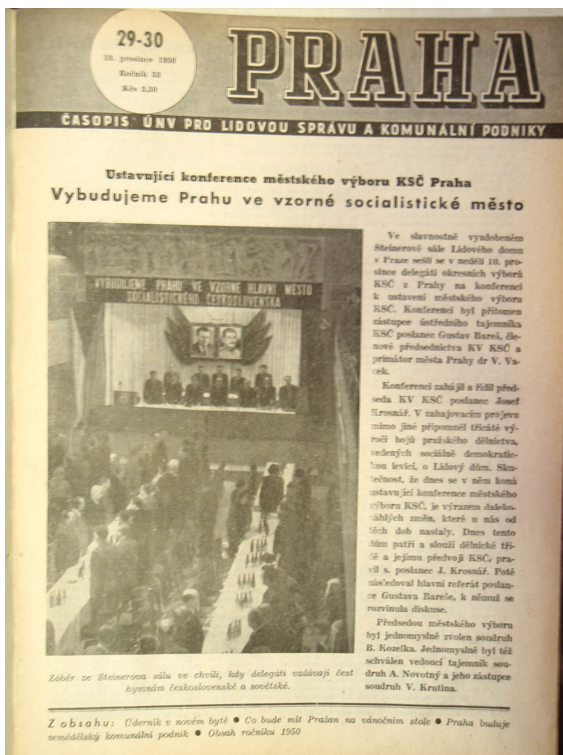 29-30
29. prosince 1950
Ročník 55
Kčs 3,50
PRAHA
ČASOPIS ÚNV PRO LIDOVOU SPRÁVU A KOMUNÁLNÍ PODNIKY
Ustavující konference městského výboru KSČ Praha
Vybudujeme Prahu ve vzorné socialistické město
VYBUDUJEME PRAHU VE VZORNÉ HLAVNÍ MĚSTO
SOCIALISTICKÉHO ČESKOSLOVENSKA
Ve slavnostně vyzdobeném
Steinerově sále Lidového domu
v Praze sešli se v neděli 10. pro-
since delegáti okresních výborů
KSČ z Prahy na konferenci
k ustavení městského výboru
KSČ. Konferenci byl přítomen
zástupce ústředního tajemníka
KSČ poslanec Gustav Bareš, čle-
nové předsednictva KV KSČ a
primátor města Prahy dr V. Va-
cek.
Konferenci zahájil a řídil před-
seda KV KSČ poslanec Josef
Krosnář. V zahajovacím projevu
mimo jiné připomněl třicáté vý-
ročí bojů pražského dělnictva,
vedených sociálně demokratic-
kou levicí, o Lidový dům. Sku-
tečnost, že dnes se v něm koná
ustavující konference městského
výboru KSČ, je výrazem daleko-
sáhlých změn, které u nás od
těch dob nastaly. Dnes tento
dům patří a slouží dělnické tří-
dě a jejímu předvoji KSČ, pra-
vil s. poslanec J. Krosnář. Poté
následoval hlavní referát poslan-
ce Gustava Bareše, k němuž se
rozvinula diskuse.
Předsedou městského výboru
byl jednomyslně zvolen soudruh
B. Kozelka. Jednomyslně byl též
schválen vedoucí tajemník sou-
druh A. Novotný a jeho zástupce
soudruh V. Krutina.
Záběr ze Steinerova sálu ve chvíli, kdy delegáti vzdávají čest
hymnám československé a sovětské.
Z obsahu: Úderník v novém bytě ● Co bude mít Pražan na vánočním stole ● Praha buduje
zemědělský komunální podnik ● Obsah ročníku 1950